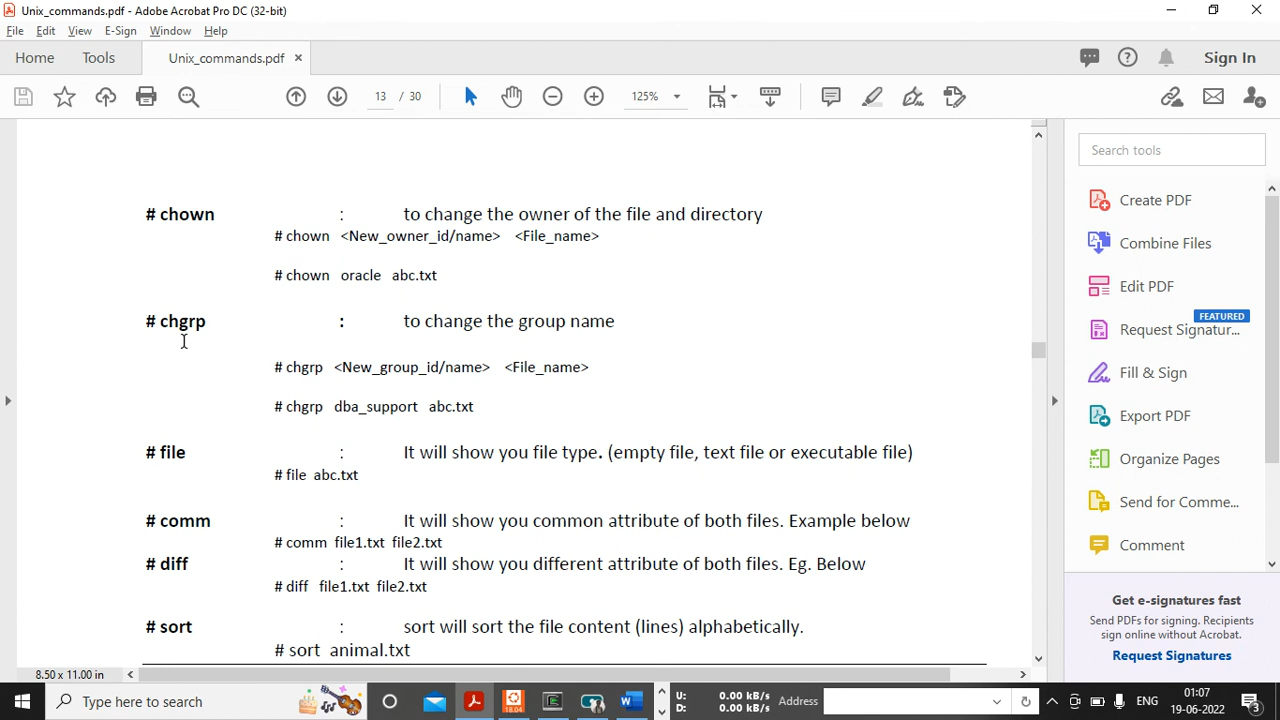 Unix_commands.pdf - Adobe Acrobat Pro DC (32-bit)
File Edit View E-Sign Window Help
Home Tools Unix_commands.pdf ×
Sign In
13 / 30
125%
# chown : to change the owner of the file and directory
# chown <New_owner_id/name> <File_name>
# chown oracle abc.txt
# chgrp : to change the group name
# chgrp <New_group_id/name> <File_name>
# chgrp dba_support abc.txt
# file : It will show you file type. (empty file, text file or executable file)
# file abc.txt
# comm : It will show you common attribute of both files. Example below
# comm file1.txt file2.txt
# diff : It will show you different attribute of both files. Eg. Below
# diff file1.txt file2.txt
# sort : sort will sort the file content (lines) alphabetically.
# sort animal.txt
8.50 x 11.00 in
Search tools
Create PDF
Combine Files
Edit PDF
FEATURED
Request Signatur...
Fill & Sign
Export PDF
Organize Pages
Send for Comme...
Comment
Get e-signatures fast
Send PDFs for signing. Recipients
sign online without Acrobat.
Request Signatures
Type here to search
18.04
U: 0.00 kB/s
D: 0.00 kB/s
Address
ENG
01:07
19-06-2022
3